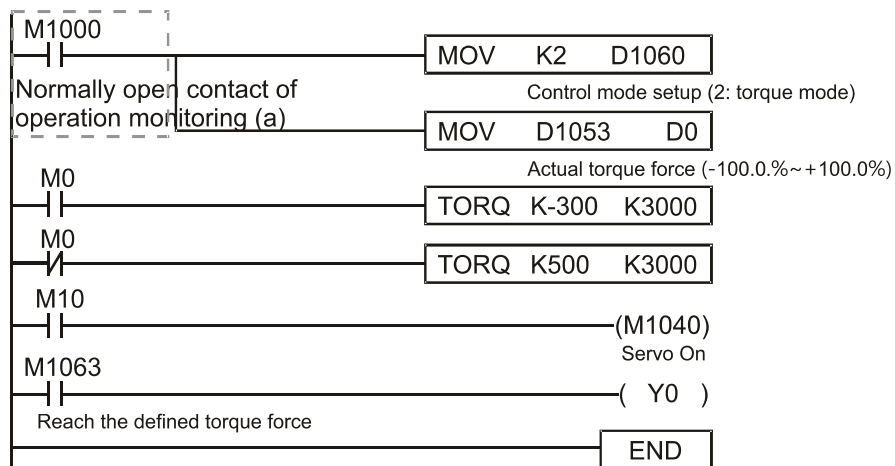 M1000
MOV K2 D1060
Normally open contact of
operation monitoring (a)
Control mode setup (2: torque mode)
MOV D1053 D0
Actual torque force (-100.0.%~+100.0%)
M0
TORQ K-300 K3000
M0
TORQ K500 K3000
M10
(M1040)
Servo On
M1063
( Y0 )
Reach the defined torque force
END